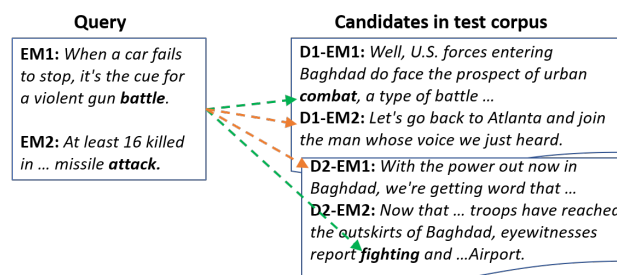 Query
EM1: When a car fails
to stop, it's the cue for
a violent gun battle.
EM2: At least 16 killed
in … missile attack.
Candidates in test corpus
D1-EM1: Well, U.S. forces entering
Baghdad do face the prospect of urban
combat, a type of battle …
D1-EM2: Let's go back to Atlanta and join
the man whose voice we just heard.
D2-EM1: With the power out now in
Baghdad, we're getting word that …
D2-EM2: Now that … troops have reached
the outskirts of Baghdad, eyewitnesses
report fighting and …Airport.